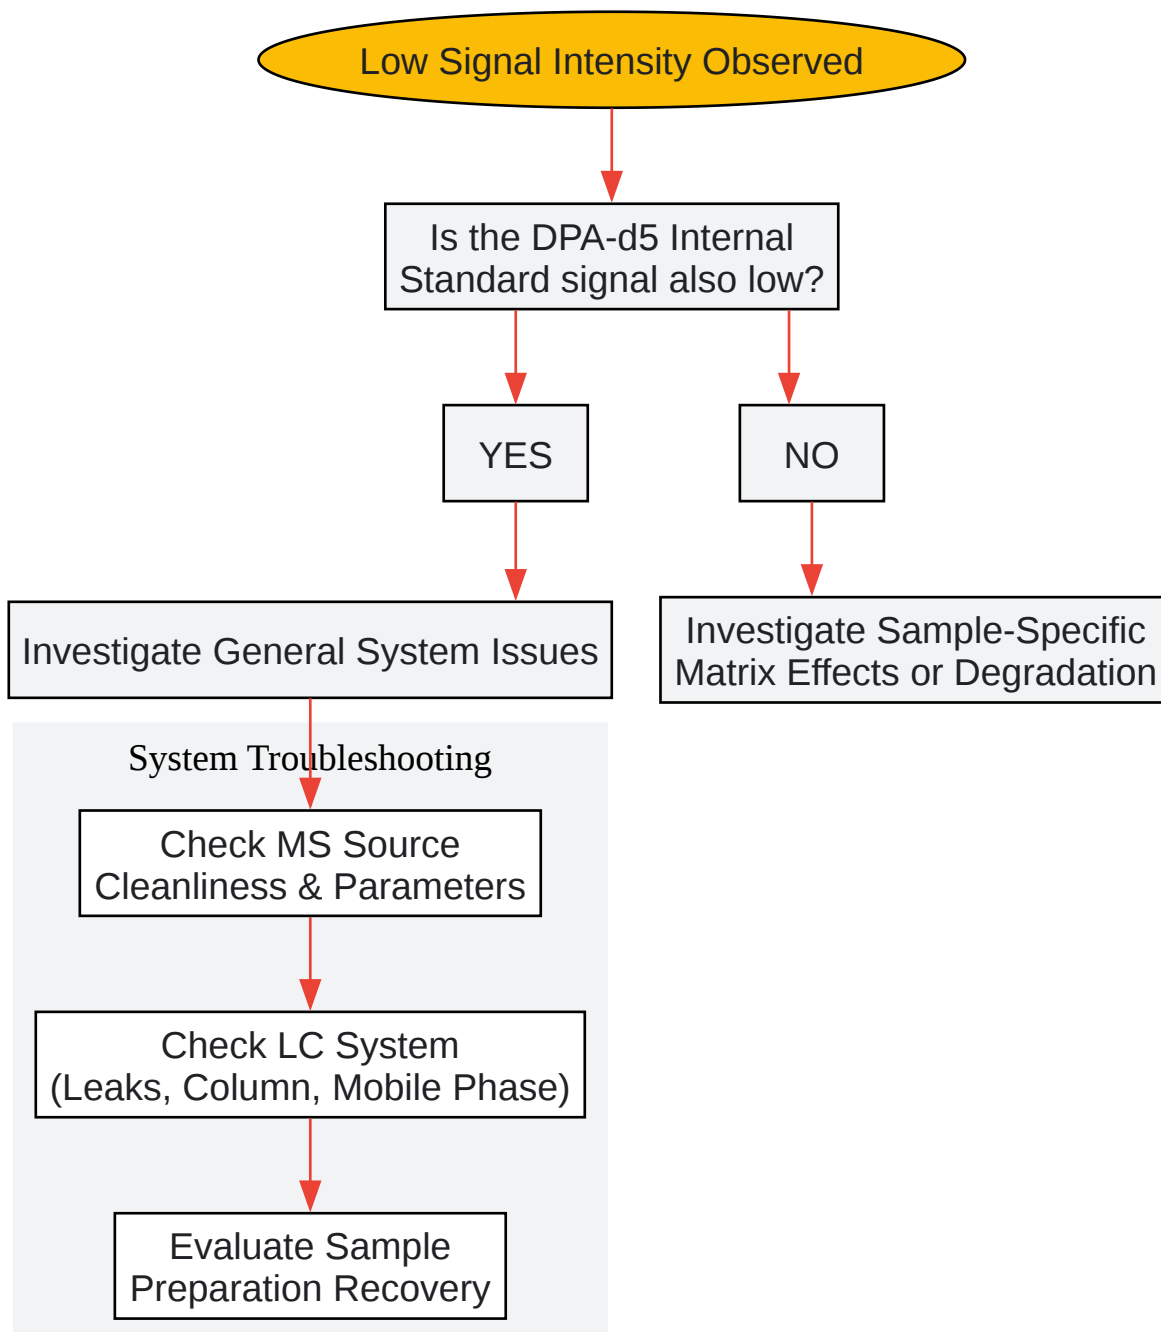 Low Signal Intensity Observed
Is the DPA-d5 Internal
Standard signal also low?
YES
NO
Investigate General System Issues
Investigate Sample-Specific
Matrix Effects or Degradation
System Troubleshooting
Check MS Source
Cleanliness & Parameters
Check LC System
(Leaks, Column, Mobile Phase)
Evaluate Sample
Preparation Recovery